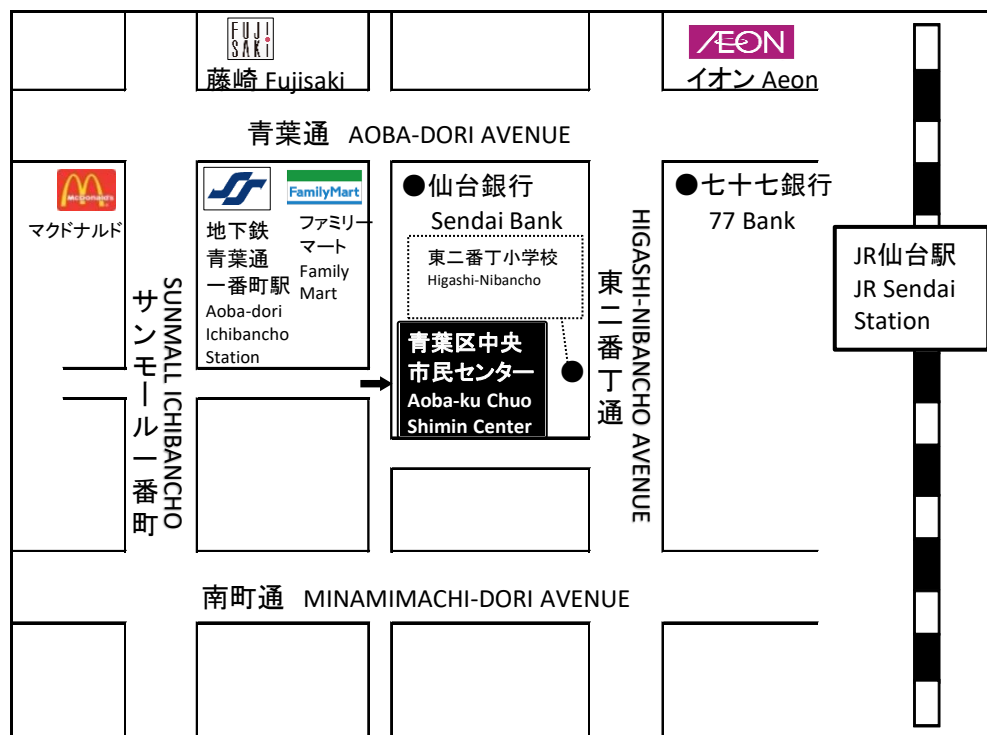 FUJI
SAKi
藤崎 Fujisaki
ÆON
イオン Aeon
青葉通 AOBA-DORI AVENUE
McDonald's
マクドナルド
地下鉄
青葉通
一番町駅
Aoba-dori
Ichibancho
Station
FamilyMart
ファミリー
マート
Family
Mart
●仙台銀行
Sendai Bank
東二番丁小学校
Higashi-Nibancho
青葉区中央
市民センター
Aoba-ku Chuo
Shimin Center
●七十七銀行
77 Bank
JR仙台駅
JR Sendai
Station
サンモール一番町
SUNMALL ICHIBANCHO
東二番丁通
HIGASHI-NIBANCHO AVENUE
南町通 MINAMIMACHI-DORI AVENUE